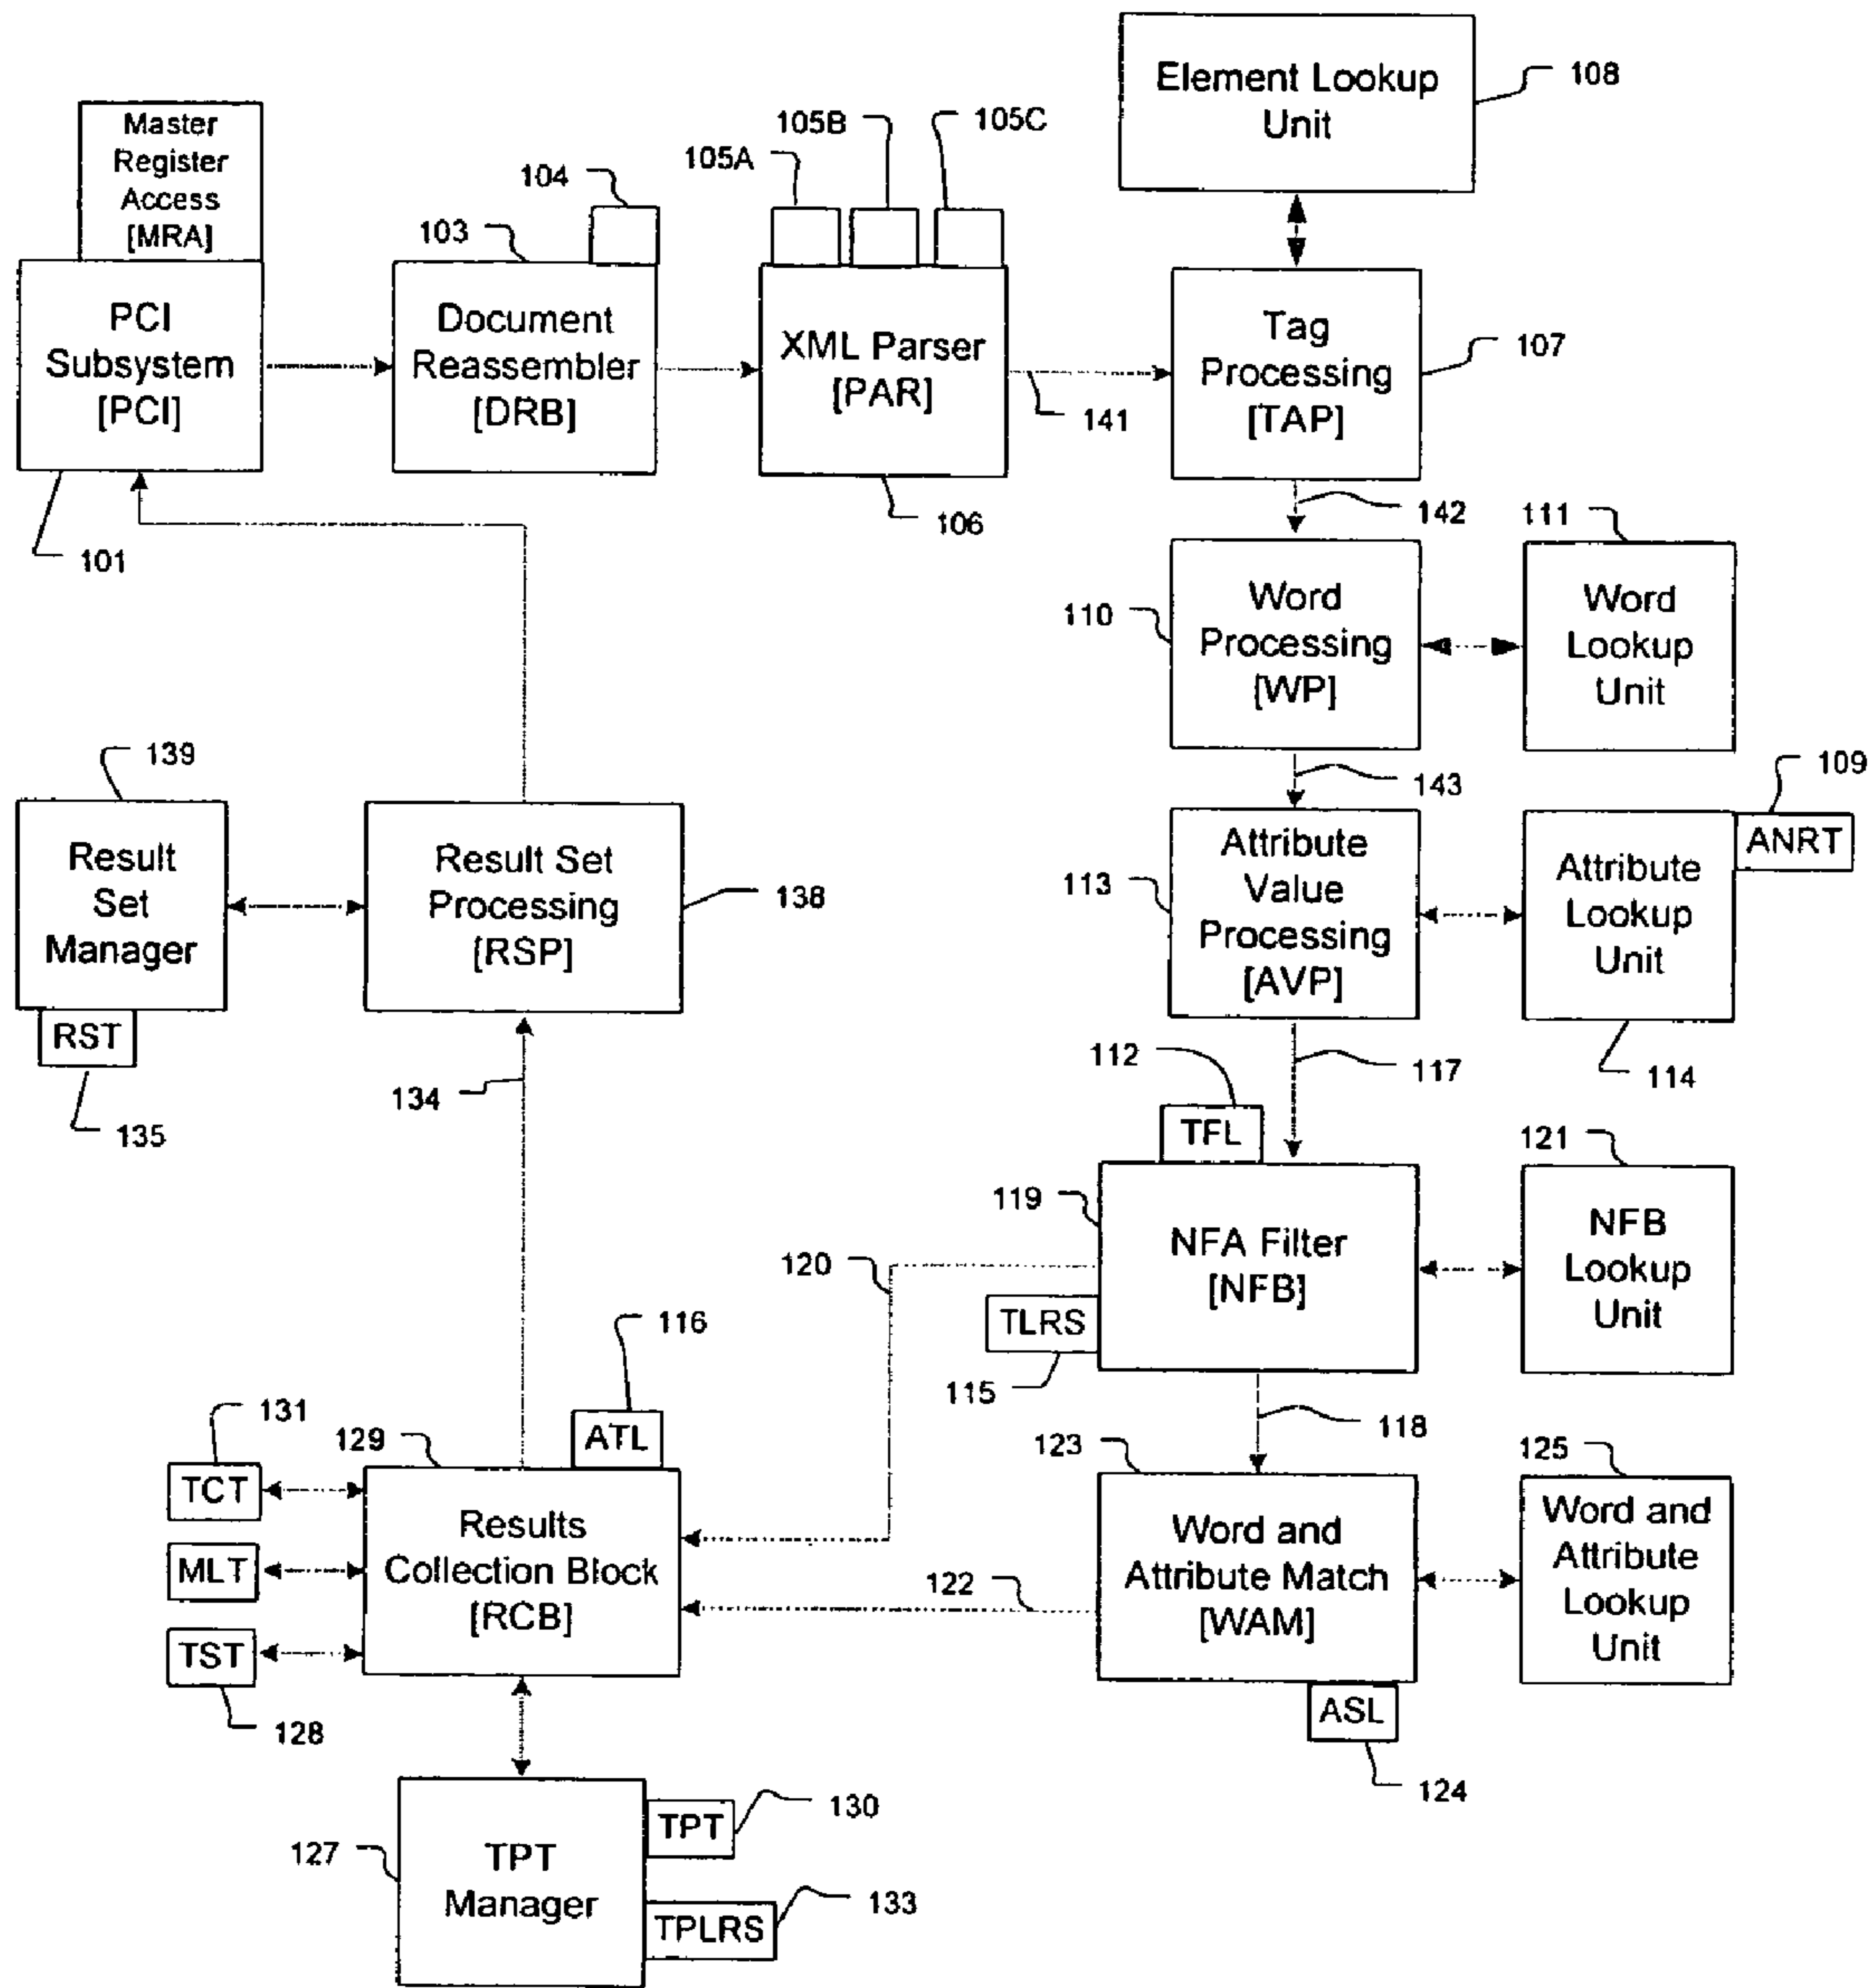 Element Lookup
Unit
108
Master
Register
Access
[MRA]
105A
105B
105C
104
103
PCI
Subsystem
[PCI]
Document
Reassembler
[DRB]
XML Parser
[PAR]
Tag
Processing
[TAP]
107
141
101
106
142
111
110
Word
Processing
[WP]
Word
Lookup
Unit
139
143
109
Result
Set
Manager
Result Set
Processing
[RSP]
138
113
Attribute
Value
Processing
[AVP]
Attribute
Lookup
Unit
ANRT
RST
135
134
112
117
114
TFL
121
119
NFA Filter
[NFB]
NFB
Lookup
Unit
120
TLRS
115
116
ATL
118
131
129
123
125
TCT
MLT
TST
128
Results
Collection Block
[RCB]
122
Word and
Attribute Match
[WAM]
Word and
Attribute
Lookup
Unit
ASL
124
127
TPT
Manager
TPT
130
TPLRS
133